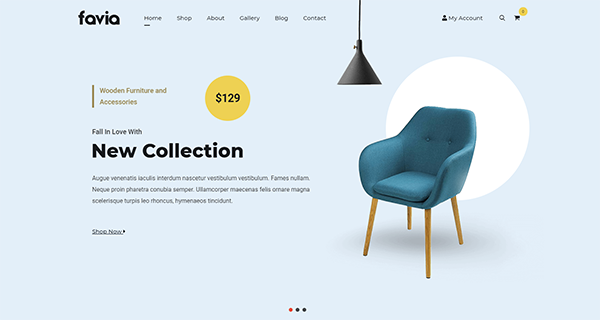 favia
Home Shop About Gallery Blog Contact
My Account
0
Wooden Furniture and
Accessories
$129
Fall In Love With
New Collection
Augue venenatis iaculis interdum nascetur vestibulum vestibulum. Fames nullam.
Neque proin pharetra conubia semper. Ullamcorper maecenas felis ornare magna
scelerisque turpis leo rhoncus, hymenaeos tincidunt.
Shop Now